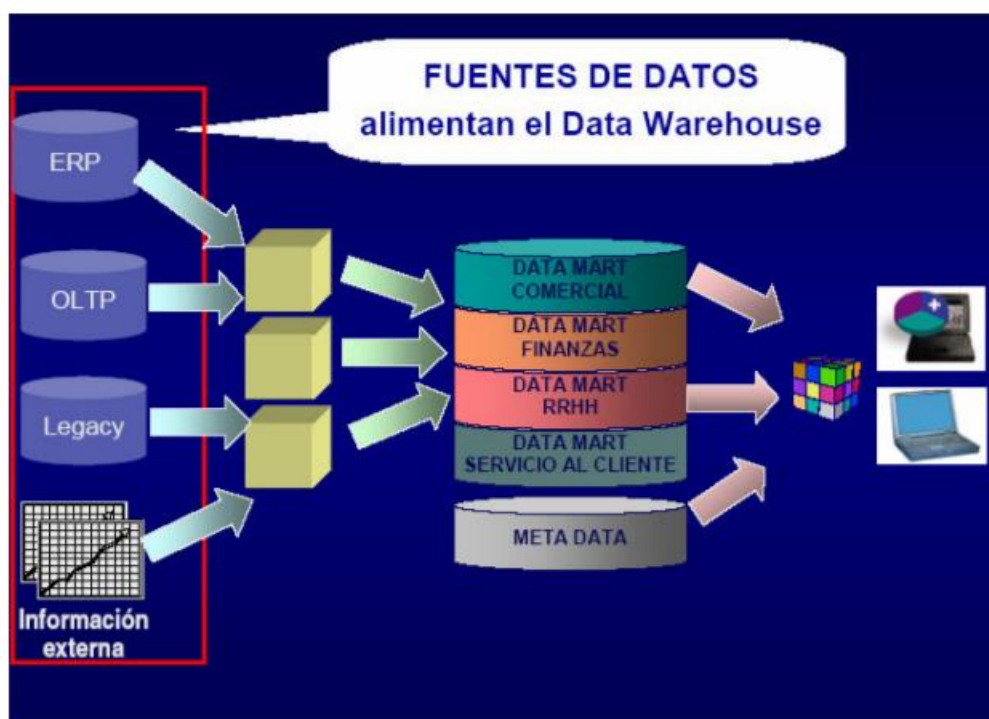 FUENTES DE DATOS
alimentan el Data Warehouse
ERP
OLTP
Legacy
Información
externa
DATA MART
COMERCIAL
DATA MART
FINANZAS
DATA MART
RRHH
DATA MART
SERVICIO AL CLIENTE
META DATA